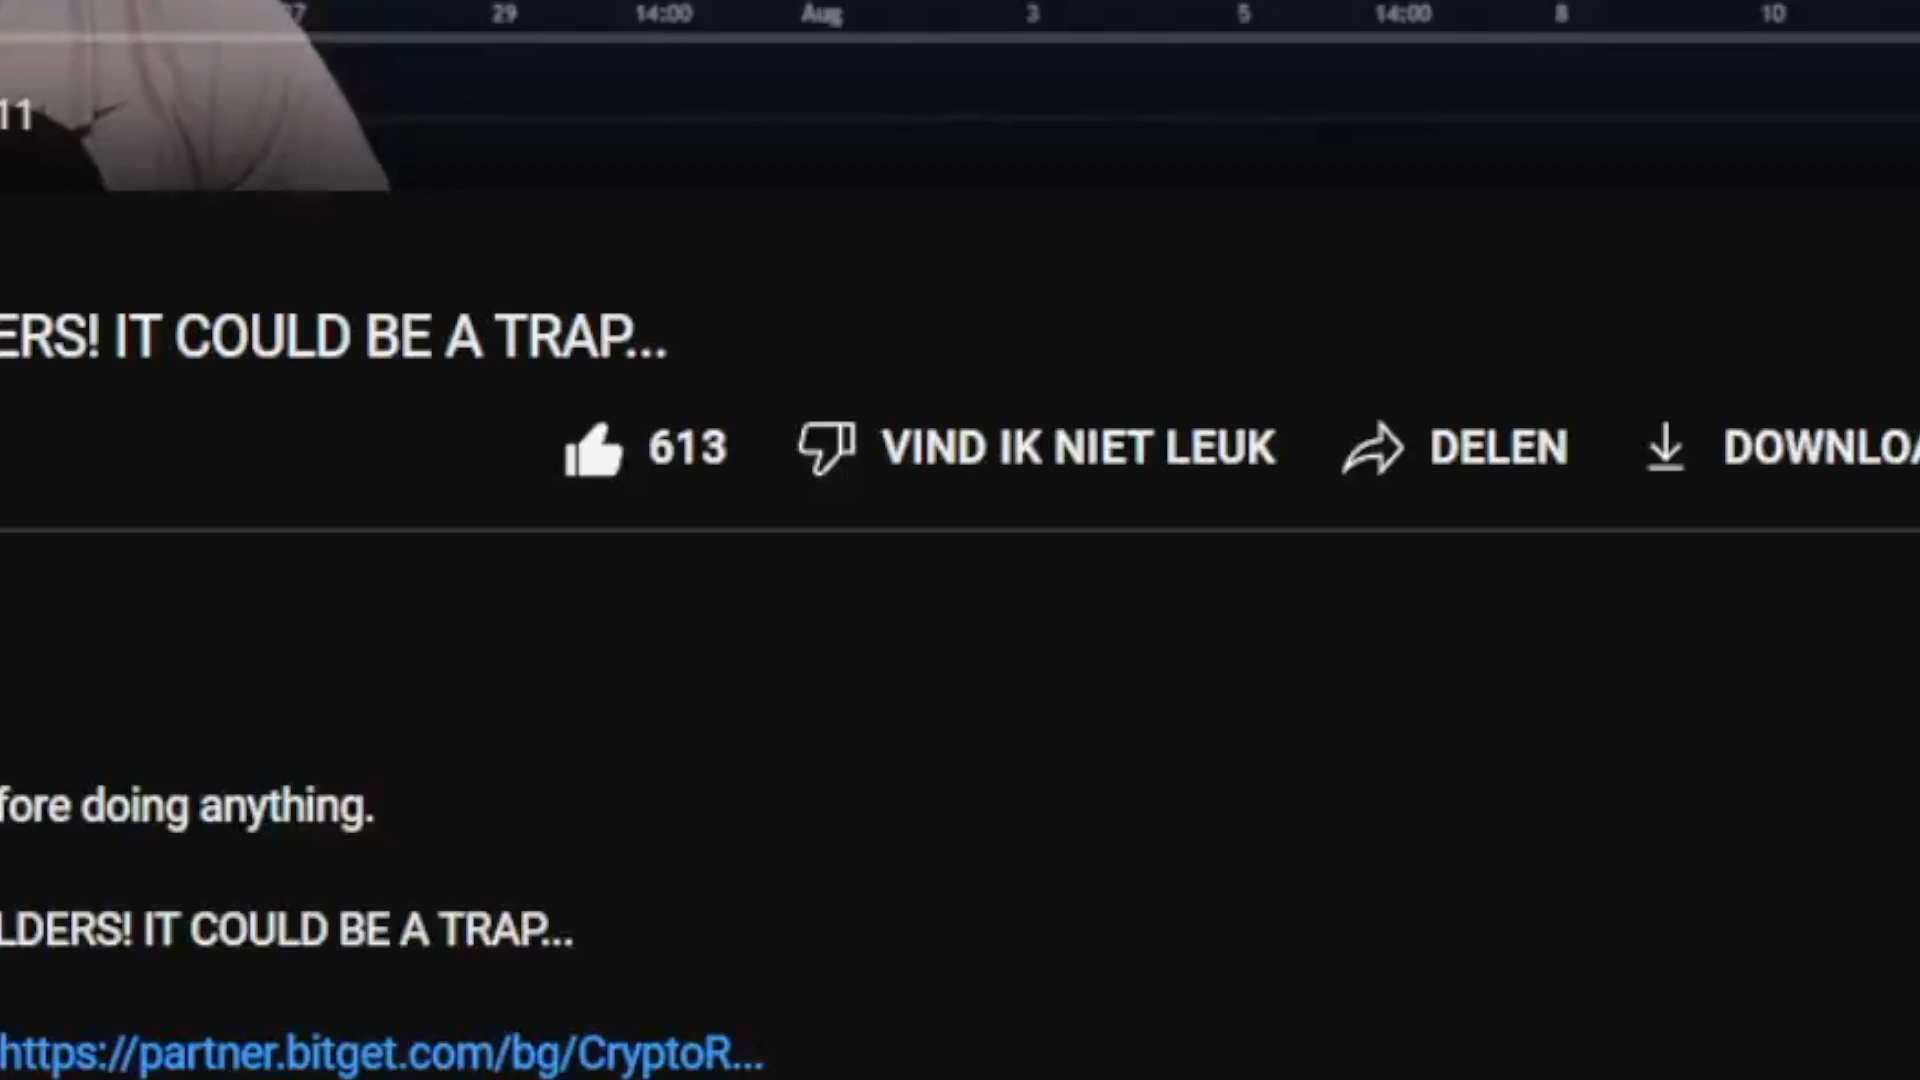 29 14:00 Aug 3 5 14:00 8 10
11
ERS! IT COULD BE A TRAP...
613 VIND IK NIET LEUK DELEN DOWNLOA
fore doing anything.
LDERS! IT COULD BE A TRAP...
https://partner.bitget.com/bg/CryptoR...